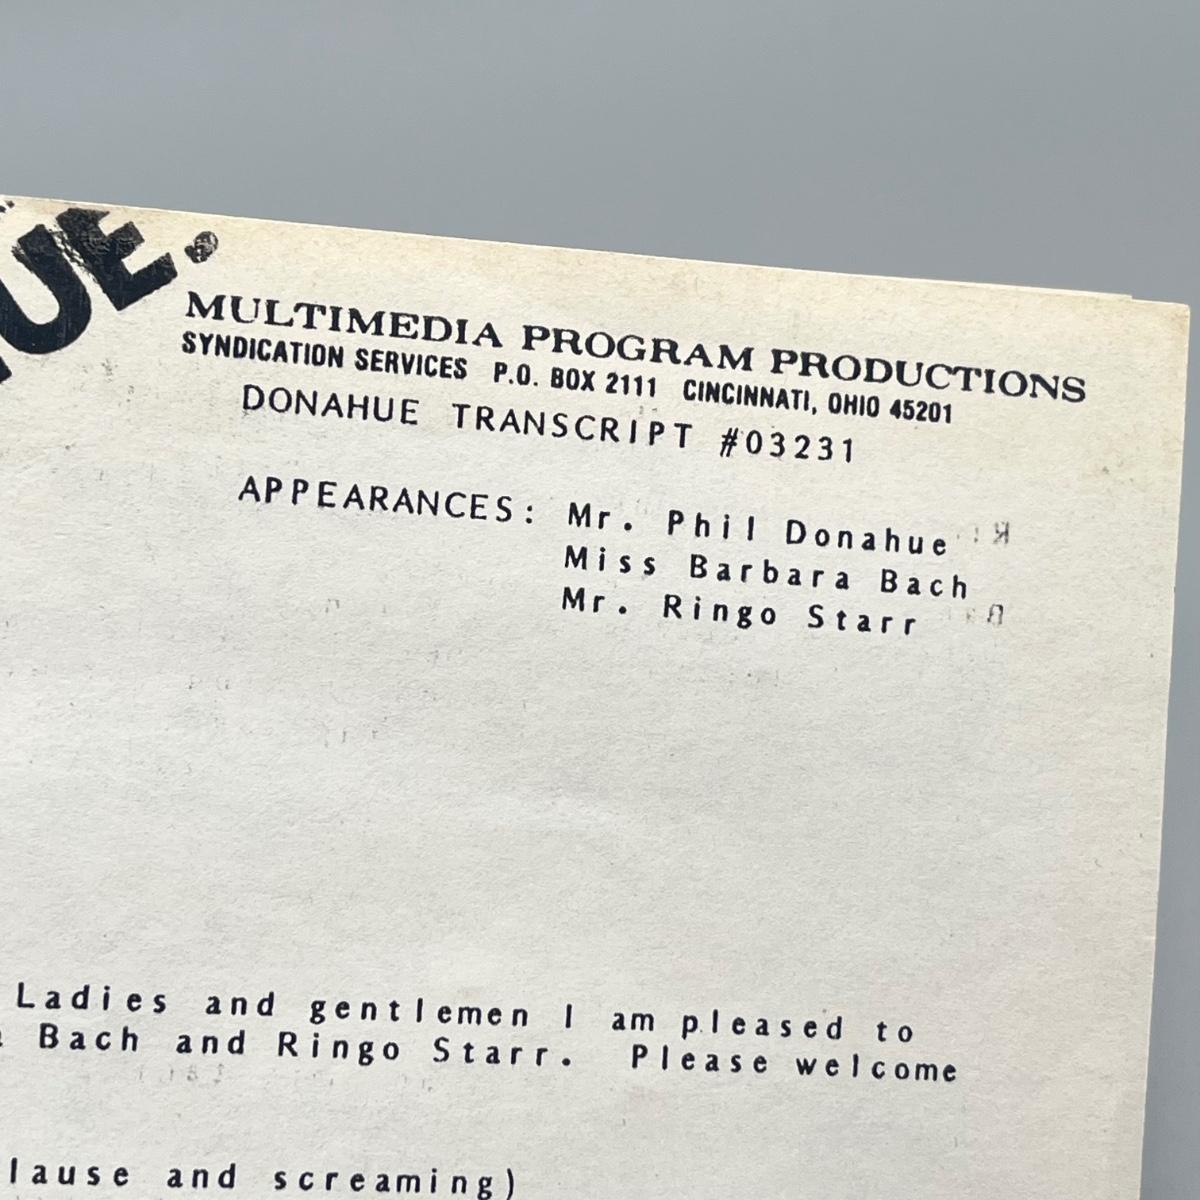 UE.
MULTIMEDIA PROGRAM PRODUCTIONS
SYNDICATION SERVICES P.O. BOX 2111 CINCINNATI, OHIO 45201
DONAHUE TRANSCRIPT #03231
APPEARANCES: Mr. Phil Donahue
Miss Barbara Bach
Mr. Ringo Starr
Ladies and gentlemen I am pleased to
Bach and Ringo Starr. Please welcome
lause and screaming)